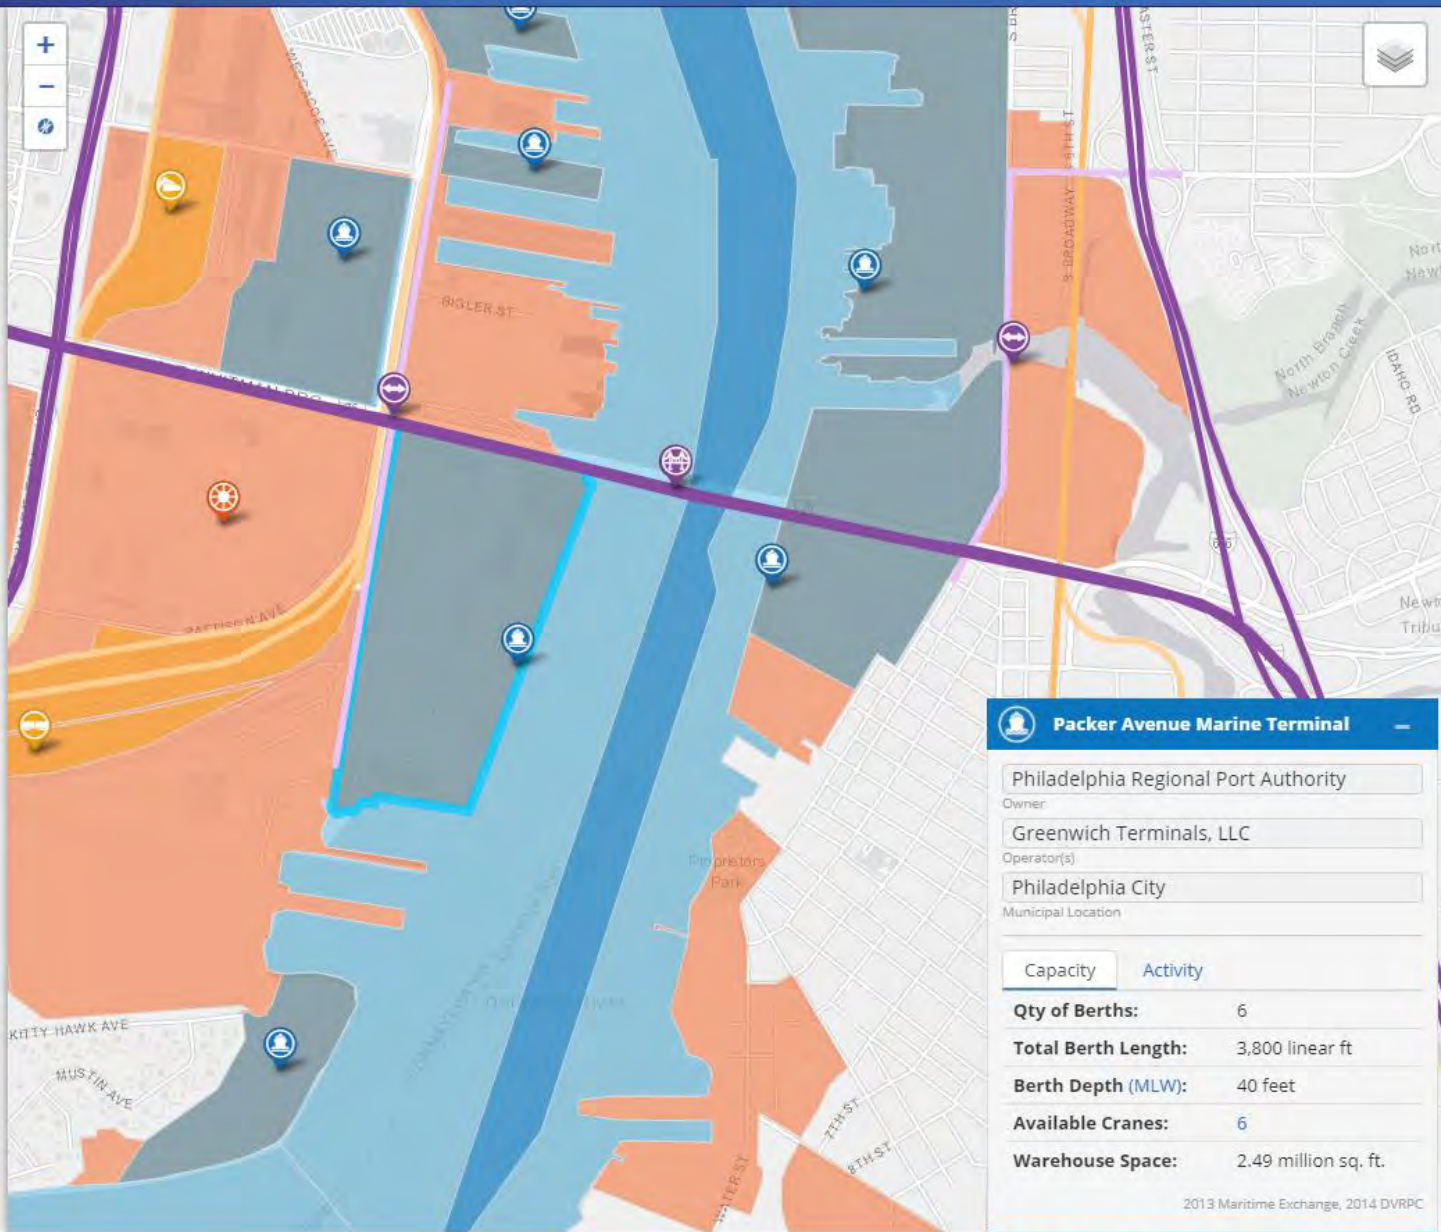 +
−
WECCACOE AVE
BIGLER ST
PATTISON AVE
S BROADWAY
North Branch
Newton Creek
IDAHO RD
Proprietors
Park
KITTY HAWK AVE
MUSTIN AVE
7TH ST
8TH ST
WATER ST
Packer Avenue Marine Terminal −
Philadelphia Regional Port Authority
Owner
Greenwich Terminals, LLC
Operator(s)
Philadelphia City
Municipal Location
Capacity Activity
Qty of Berths: 6
Total Berth Length: 3,800 linear ft
Berth Depth (MLW): 40 feet
Available Cranes: 6
Warehouse Space: 2.49 million sq. ft.
2013 Maritime Exchange, 2014 DVRPC